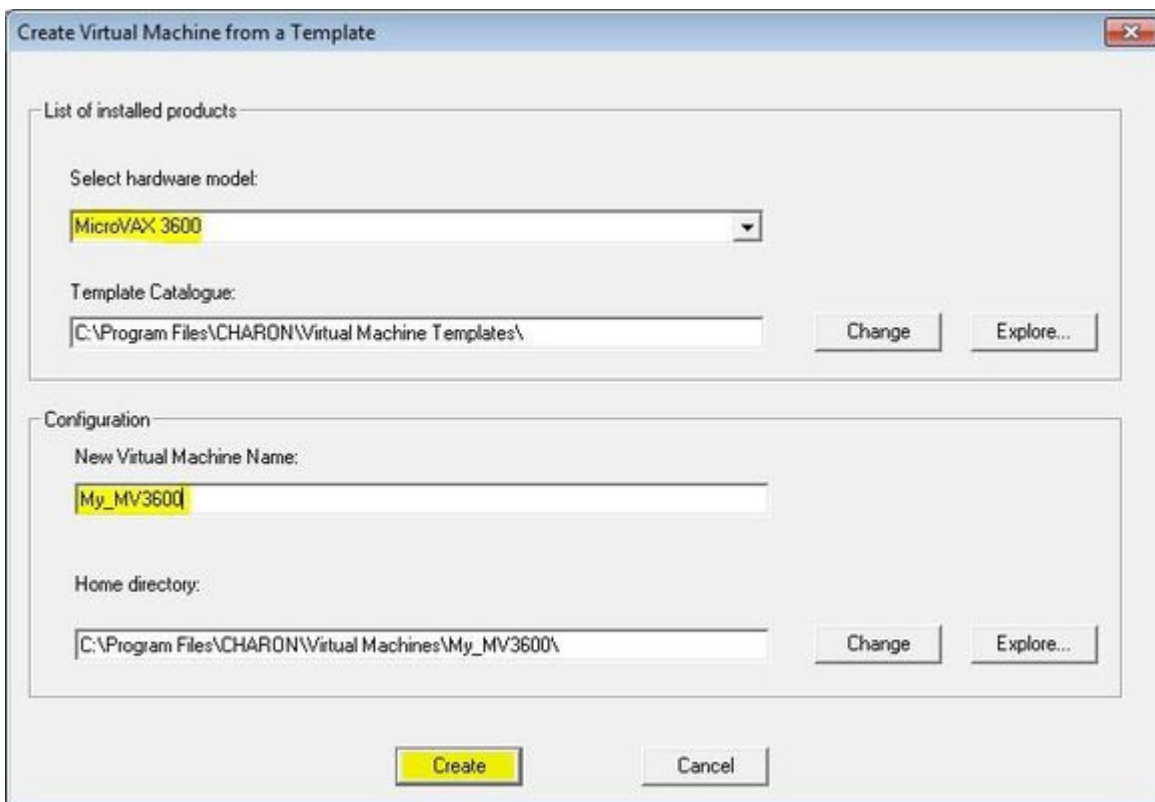 Create Virtual Machine from a Template
List of installed products
Select hardware model:
MicroVAX 3600
Template Catalogue:
C:\Program Files\CHARON\Virtual Machine Templates\
Change
Explore...
Configuration
New Virtual Machine Name:
My_MV3600
Home directory:
C:\Program Files\CHARON\Virtual Machines\My_MV3600\
Change
Explore...
Create
Cancel